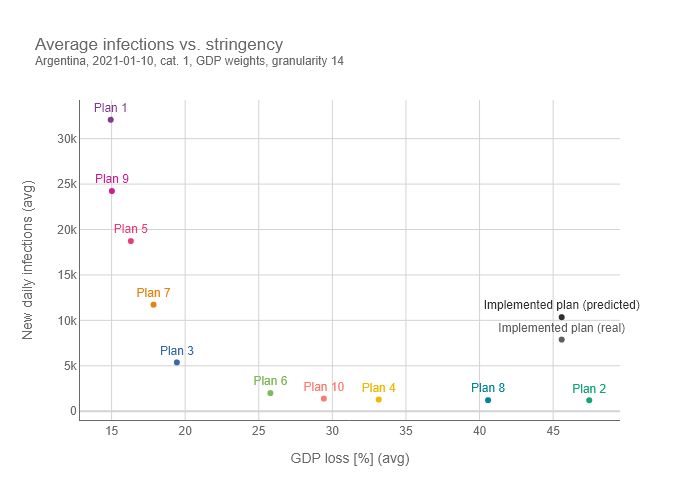 Average infections vs. stringency
Argentina, 2021-01-10, cat. 1, GDP weights, granularity 14
Plan 1
30k
Plan 9
25k
Plan 5
20k
15k
Plan 7
Implemented plan (predicted)
10k
Implemented plan (real)
Plan 3
5k
Plan 6
Plan 10
Plan 4
Plan 8
Plan 2
0
New daily infections (avg)
15
20
25
30
35
40
45
GDP loss [%] (avg)